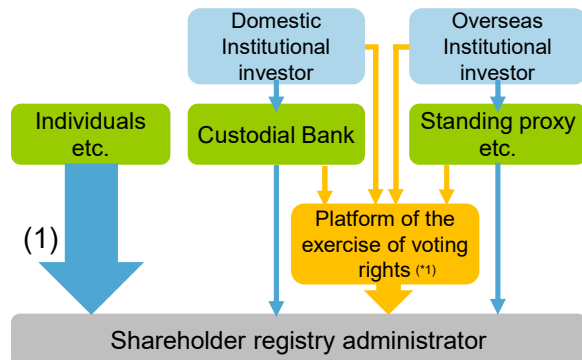 Domestic
Institutional
investor
Overseas
Institutional
investor
Individuals
etc.
Custodial Bank
Standing proxy
etc.
(1)
Platform of the
exercise of voting
rights (*1)
Shareholder registry administrator